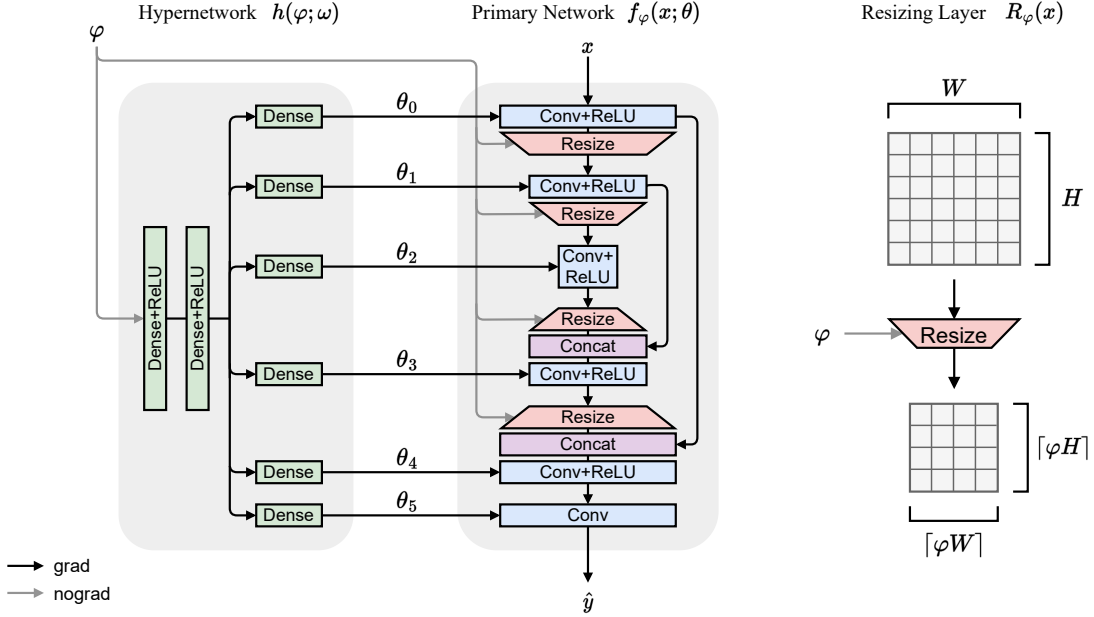 Hypernetwork h(φ;ω)
Primary Network f_φ(x;θ)
Resizing Layer R_φ(x)
φ
x
W
Dense
θ_0
Conv+ReLU
Resize
Dense
θ_1
Conv+ReLU
H
Resize
Dense
θ_2
Conv+
ReLU
Dense+ReLU
Dense+ReLU
Resize
φ
Resize
Concat
Dense
θ_3
Conv+ReLU
Resize
Concat
⌈φH⌉
Dense
θ_4
Conv+ReLU
Dense
θ_5
Conv
⌈φW⌉
grad
nograd
ŷ